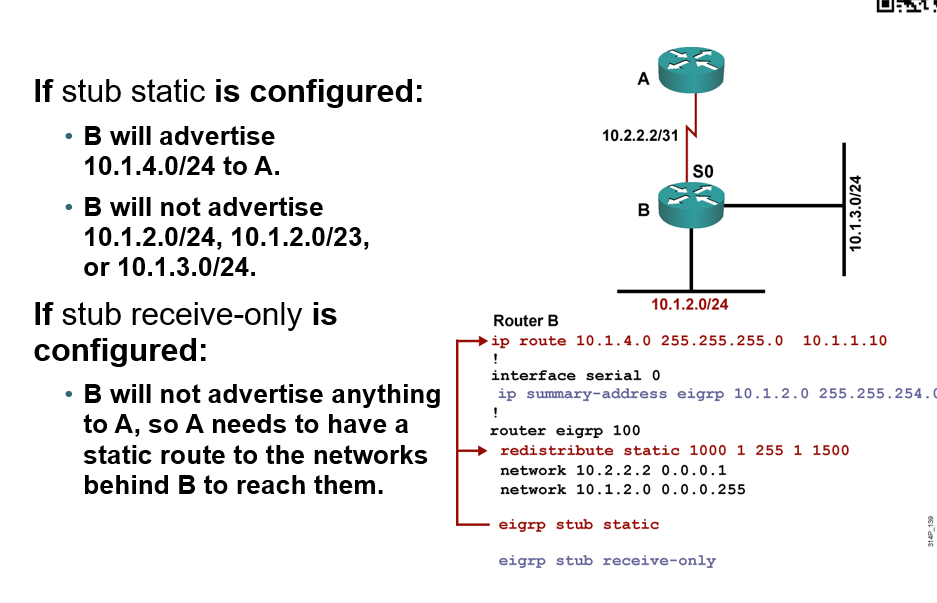 If stub static is configured:
• B will advertise
10.1.4.0/24 to A.
• B will not advertise
10.1.2.0/24, 10.1.2.0/23,
or 10.1.3.0/24.
If stub receive-only is
configured:
• B will not advertise anything
to A, so A needs to have a
static route to the networks
behind B to reach them.
A
10.2.2.2/31
S0
B
10.1.3.0/24
10.1.2.0/24
Router B
ip route 10.1.4.0 255.255.255.0 10.1.1.10
!
interface serial 0
ip summary-address eigrp 10.1.2.0 255.255.254.0
!
router eigrp 100
redistribute static 1000 1 255 1 1500
network 10.2.2.2 0.0.0.1
network 10.1.2.0 0.0.0.255
eigrp stub static
eigrp stub receive-only
314P_139